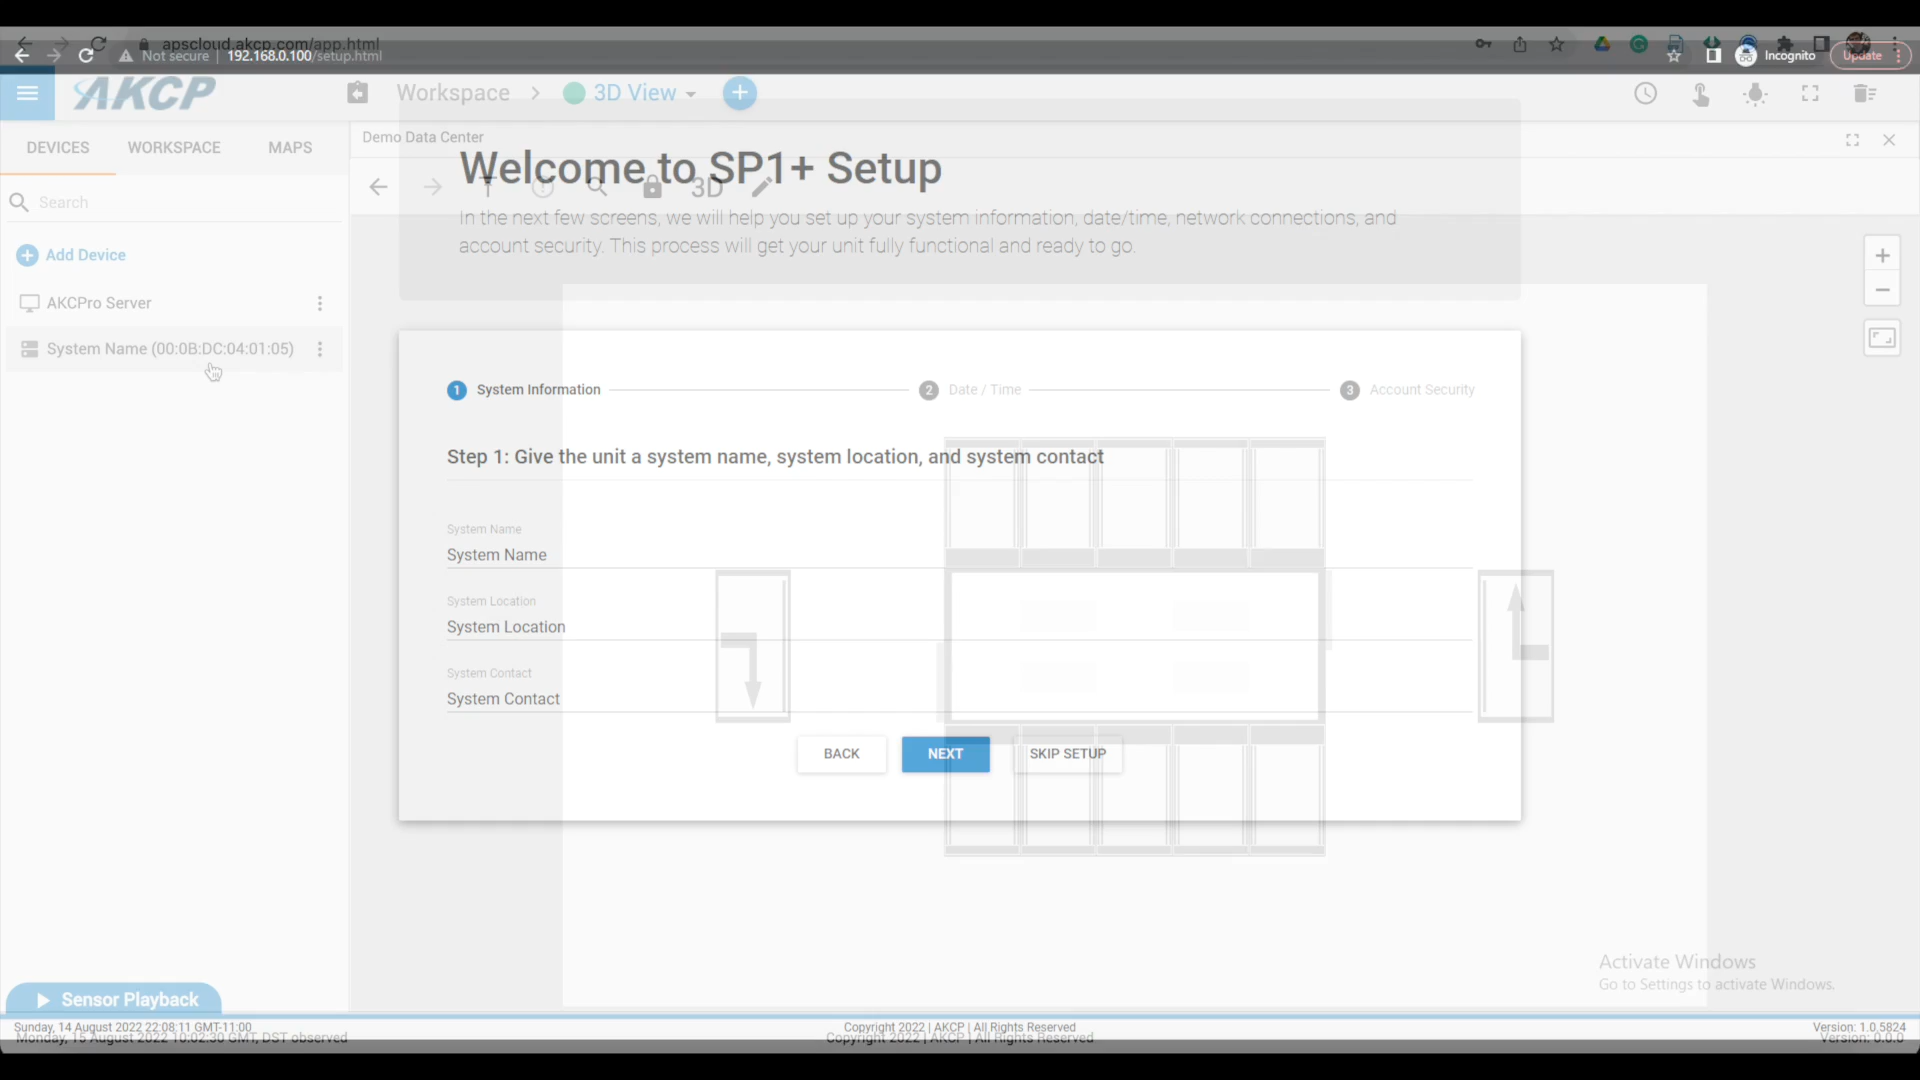 apscloud.akcp.com/app.html
Not secure 192.168.0.100/setup.html
Incognito
Update
AKCP
Workspace
3D View
DEVICES WORKSPACE MAPS
Demo Data Center
Welcome to SP1+ Setup
3D
In the next few screens, we will help you set up your system information, date/time, network connections, and
account security. This process will get your unit fully functional and ready to go.
Search
Add Device
AKCPro Server
System Name (00:0B:DC:04:01:05)
1 System Information
2 Date / Time
3 Account Security
Step 1: Give the unit a system name, system location, and system contact
System Name
System Name
System Location
System Location
System Contact
System Contact
BACK
NEXT
SKIP SETUP
Activate Windows
Go to Settings to activate Windows.
Sensor Playback
Sunday, 14 August 2022 22:08:11 GMT-11:00
Copyright 2022 | AKCP | All Rights Reserved
Version: 1.0.5824
Monday, 15 August 2022 10:02:30 GMT, DST observed
Copyright 2022 | AKCP | All Rights Reserved
Version: 0.0.0